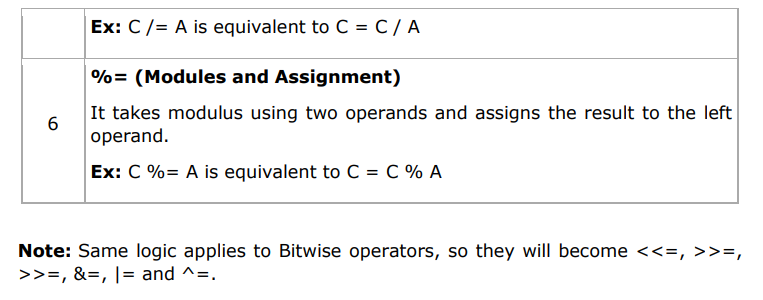 Ex: C /= A is equivalent to C = C / A
%= (Modules and Assignment)
6
It takes modulus using two operands and assigns the result to the left
operand.
Ex: C %= A is equivalent to C = C % A
Note: Same logic applies to Bitwise operators, so they will become <<=, >>=,
>>=, &=, |= and ^=.